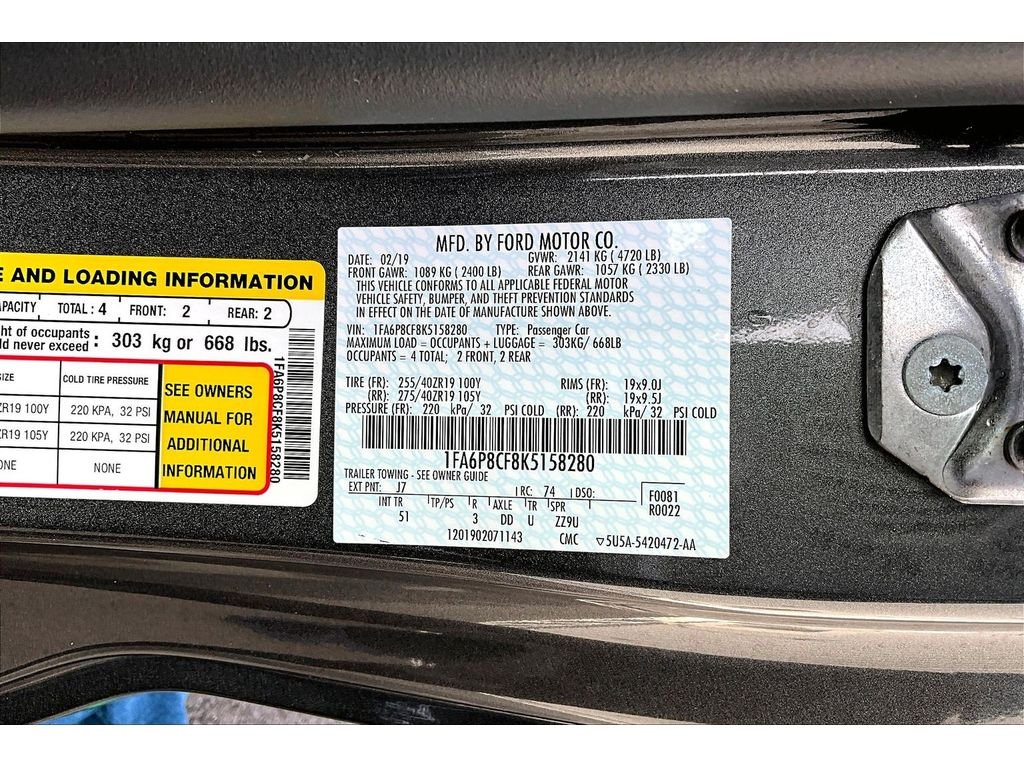 E AND LOADING INFORMATION
APACITY TOTAL : 4 FRONT: 2 REAR: 2
ht of occupants
ld never exceed : 303 kg or 668 lbs.
SIZE COLD TIRE PRESSURE
ZR19 100Y 220 KPA, 32 PSI
ZR19 105Y 220 KPA, 32 PSI
ONE NONE
SEE OWNERS
MANUAL FOR
ADDITIONAL
INFORMATION
1FA6P8CF8K5158280
MFD. BY FORD MOTOR CO.
DATE: 02/19 GVWR: 2141 KG ( 4720 LB)
FRONT GAWR: 1089 KG ( 2400 LB) REAR GAWR: 1057 KG ( 2330 LB)
THIS VEHICLE CONFORMS TO ALL APPLICABLE FEDERAL MOTOR
VEHICLE SAFETY, BUMPER, AND THEFT PREVENTION STANDARDS
IN EFFECT ON THE DATE OF MANUFACTURE SHOWN ABOVE.
VIN: 1FA6P8CF8K5158280 TYPE: Passenger Car
MAXIMUM LOAD = OCCUPANTS + LUGGAGE = 303KG/ 668LB
OCCUPANTS = 4 TOTAL; 2 FRONT, 2 REAR
TIRE (FR): 255/40ZR19 100Y RIMS (FR): 19x9.0J
(RR): 275/40ZR19 105Y (RR): 19x9.5J
PRESSURE (FR): 220 kPa/ 32 PSI COLD (RR): 220 kPa/ 32 PSI COLD
1FA6P8CF8K5158280
TRAILER TOWING - SEE OWNER GUIDE
EXT PNT: J7 RC: 74 DSO: F0081
INT TR TP/PS R AXLE TR SPR R0022
51 3 DD U ZZ9U
1201902071143 CMC ▽5U5A-5420472-AA